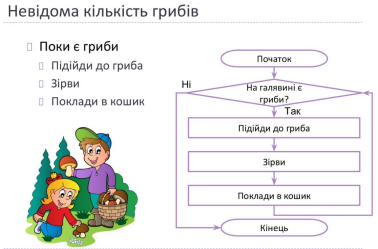 Невідома кількість грибів
Поки є гриби
Підійди до гриба
Зірви
Поклади в кошик
Початок
Ні
На галявині є
гриби?
Так
Підійди до гриба
Зірви
Поклади в кошик
Кінець